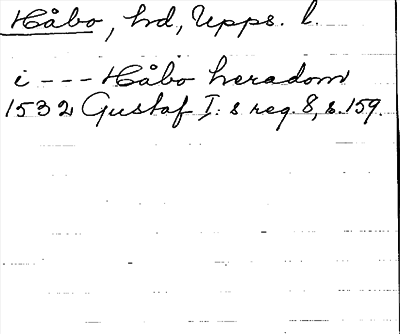 Håbo, hd, Upps. l.
i --- Håbo heradom
1532 Gustaf I:s reg. 8, s. 159.